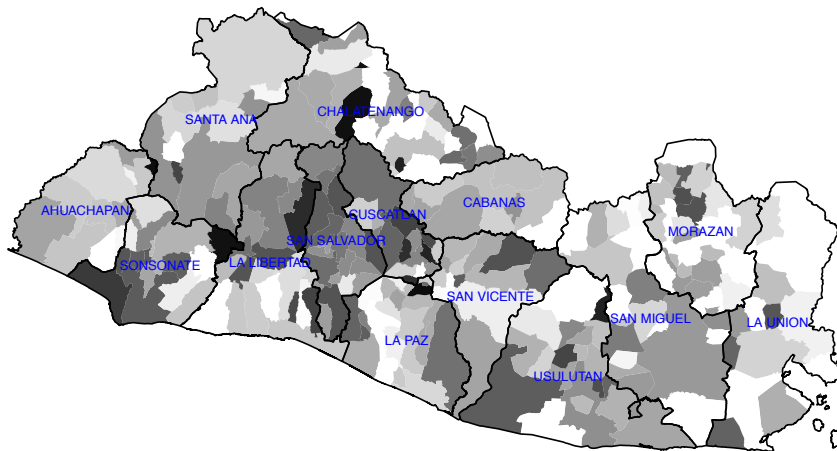 CHALATENANGO
SANTA ANA
CABANAS
AHUACHAPAN
CUSCATLAN
MORAZAN
SAN SALVADOR
SONSONATE
LA LIBERTAD
SAN VICENTE
SAN MIGUEL
LA UNION
LA PAZ
USULUTAN